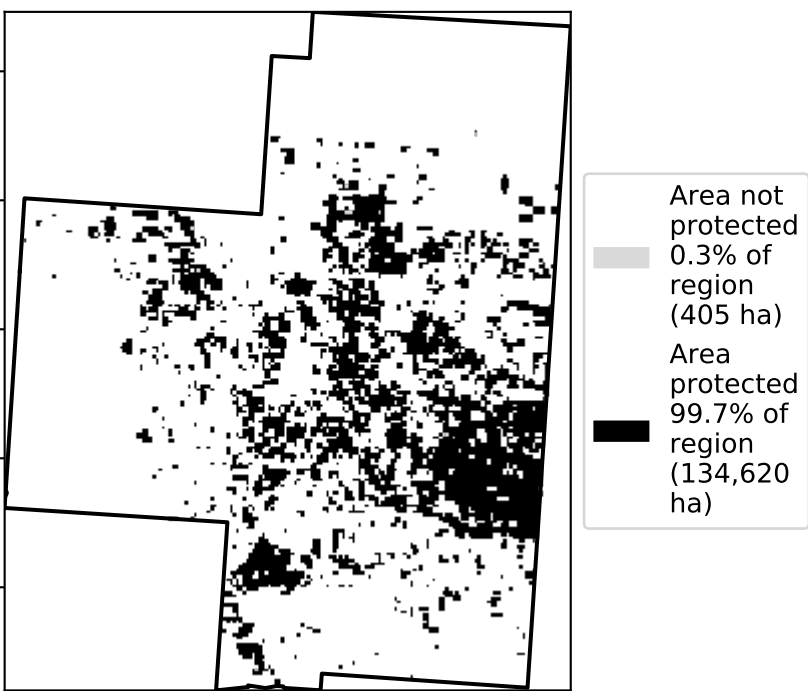 Area not
protected
0.3% of
region
(405 ha)
Area
protected
99.7% of
region
(134,620
ha)